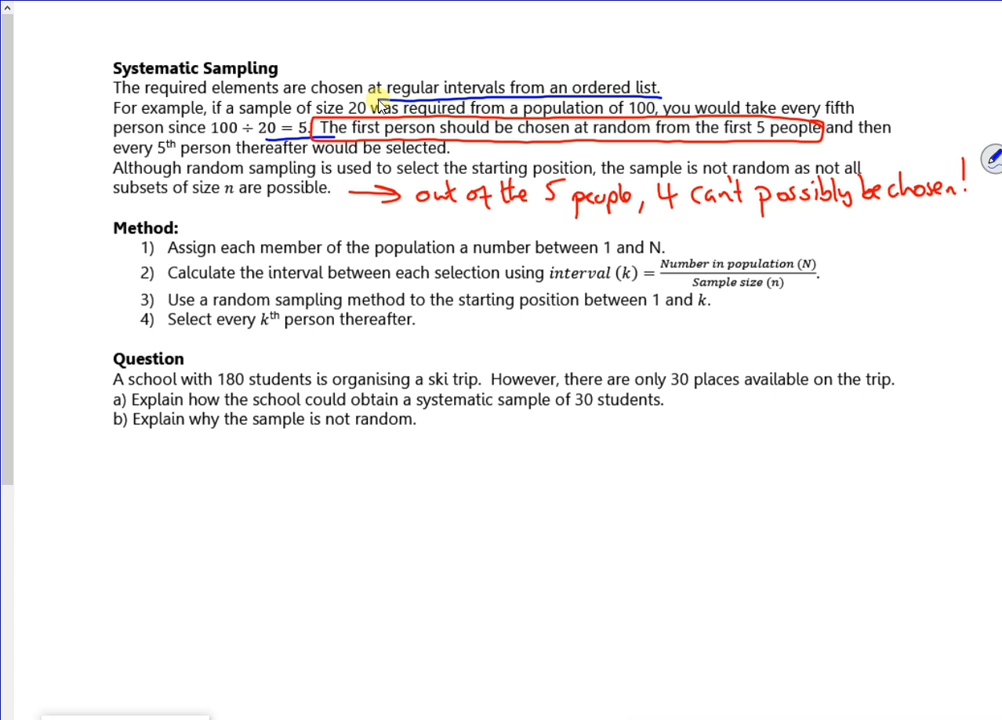 Systematic Sampling
The required elements are chosen at regular intervals from an ordered list.
For example, if a sample of size 20 was required from a population of 100, you would take every fifth
person since 100 ÷ 20 = 5. The first person should be chosen at random from the first 5 people and then
every 5th person thereafter would be selected.
Although random sampling is used to select the starting position, the sample is not random as not all
subsets of size n are possible.
→ out of the 5 people, 4 can't possibly be chosen!
Method:
1) Assign each member of the population a number between 1 and N.
2) Calculate the interval between each selection using interval (k) = Number in population (N) / Sample size (n).
3) Use a random sampling method to the starting position between 1 and k.
4) Select every kth person thereafter.
Question
A school with 180 students is organising a ski trip. However, there are only 30 places available on the trip.
a) Explain how the school could obtain a systematic sample of 30 students.
b) Explain why the sample is not random.